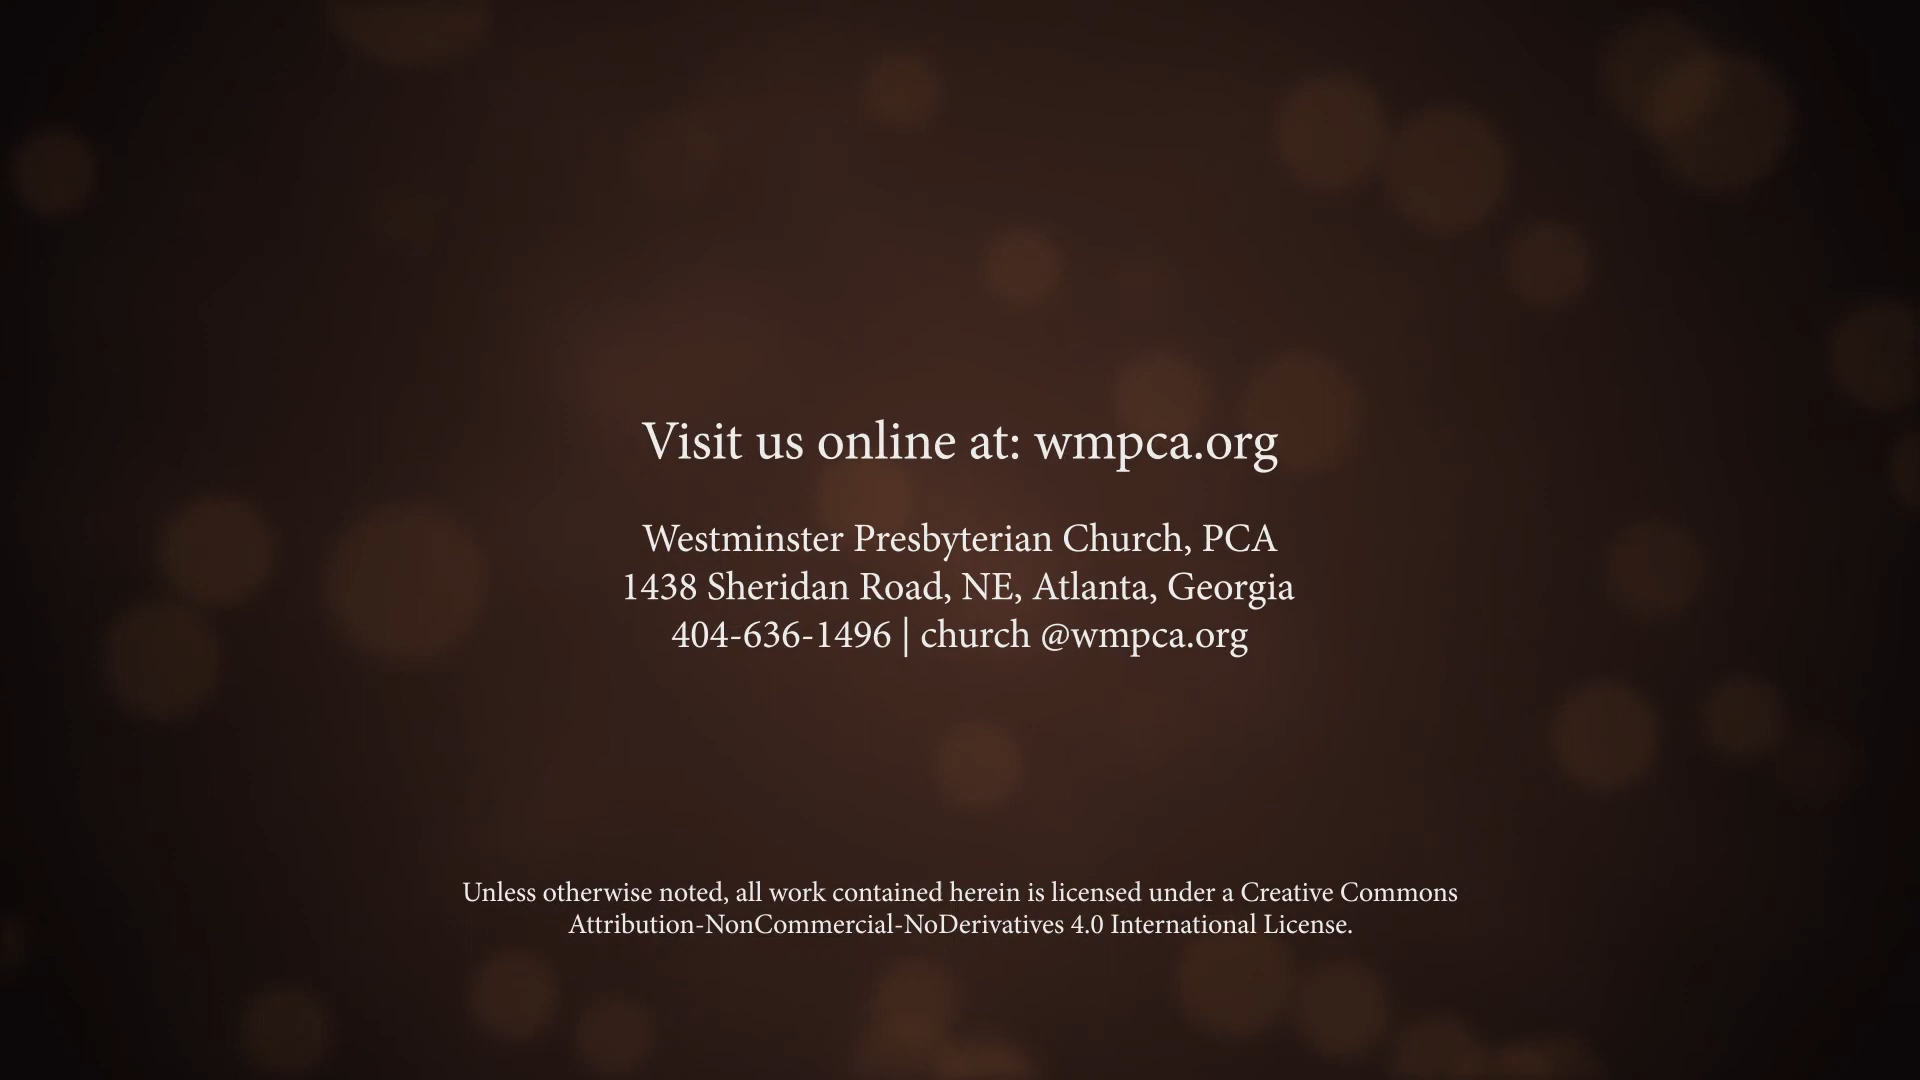 Visit us online at: wmpca.org
Westminster Presbyterian Church, PCA
1438 Sheridan Road, NE, Atlanta, Georgia
404-636-1496 | church @wmpca.org
Unless otherwise noted, all work contained herein is licensed under a Creative Commons
Attribution-NonCommercial-NoDerivatives 4.0 International License.